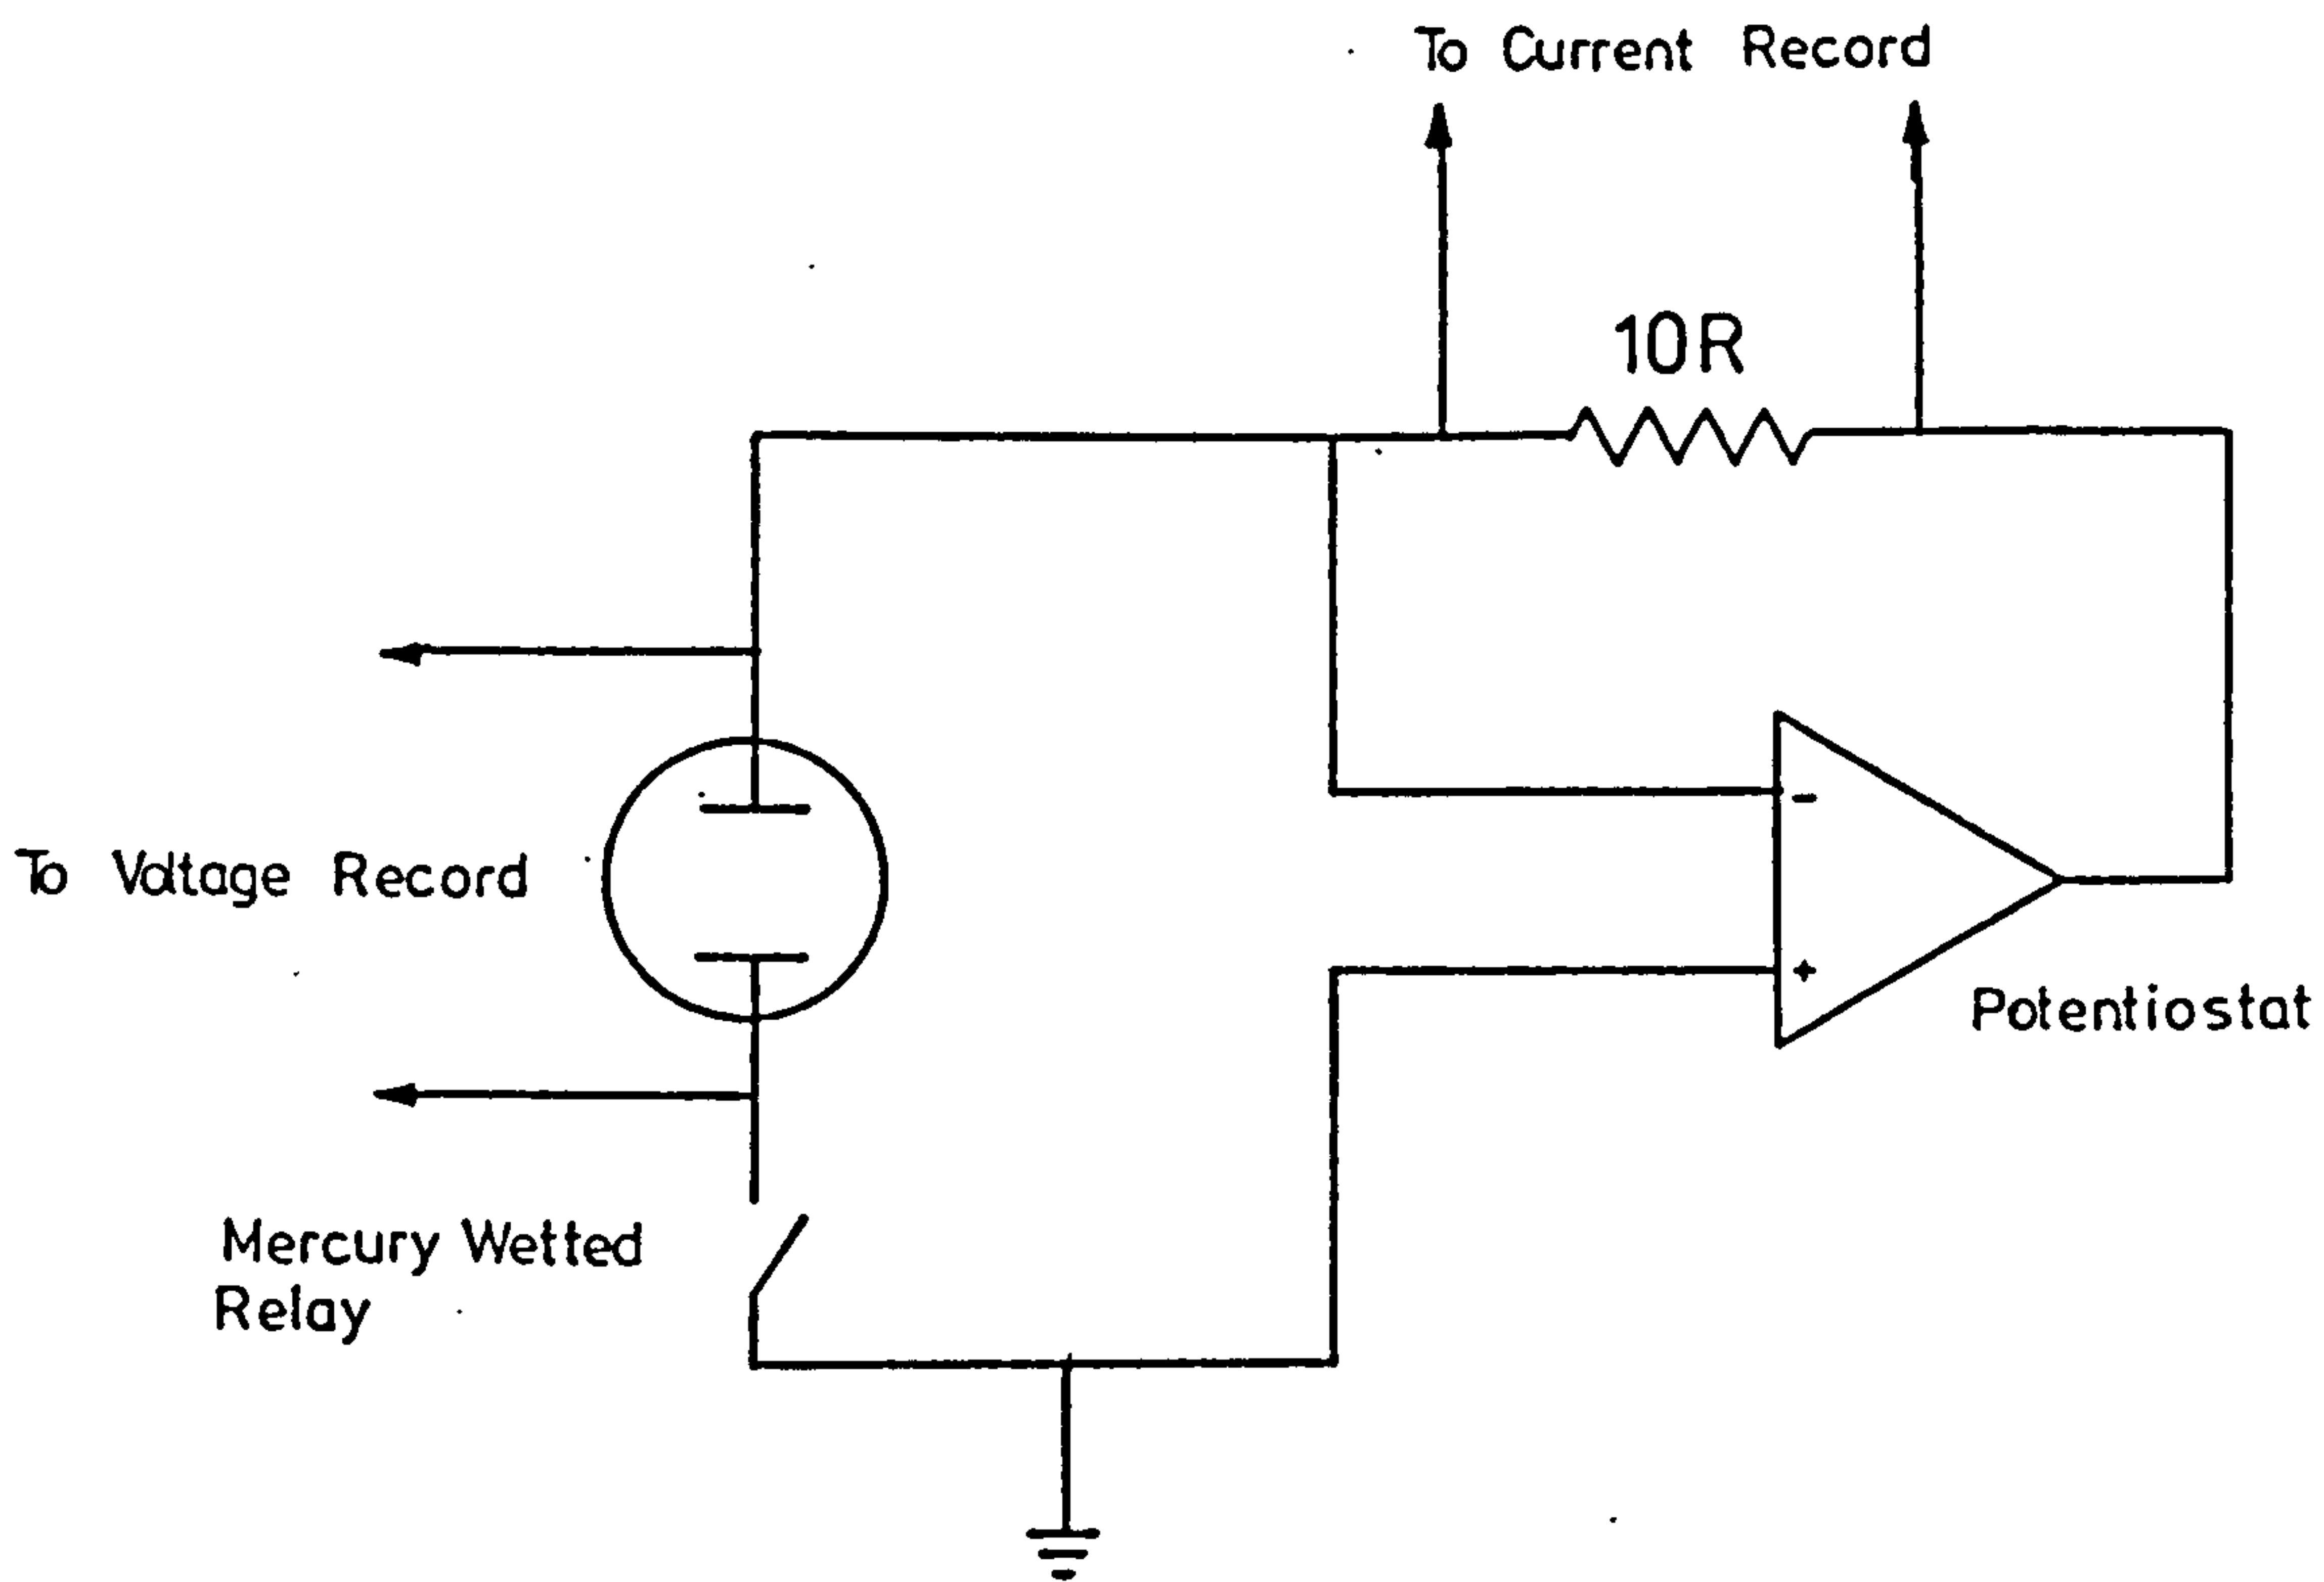 To Current Record
10R
-
To Voltage Record
+
Potentiostat
Mercury Wetted
Relay